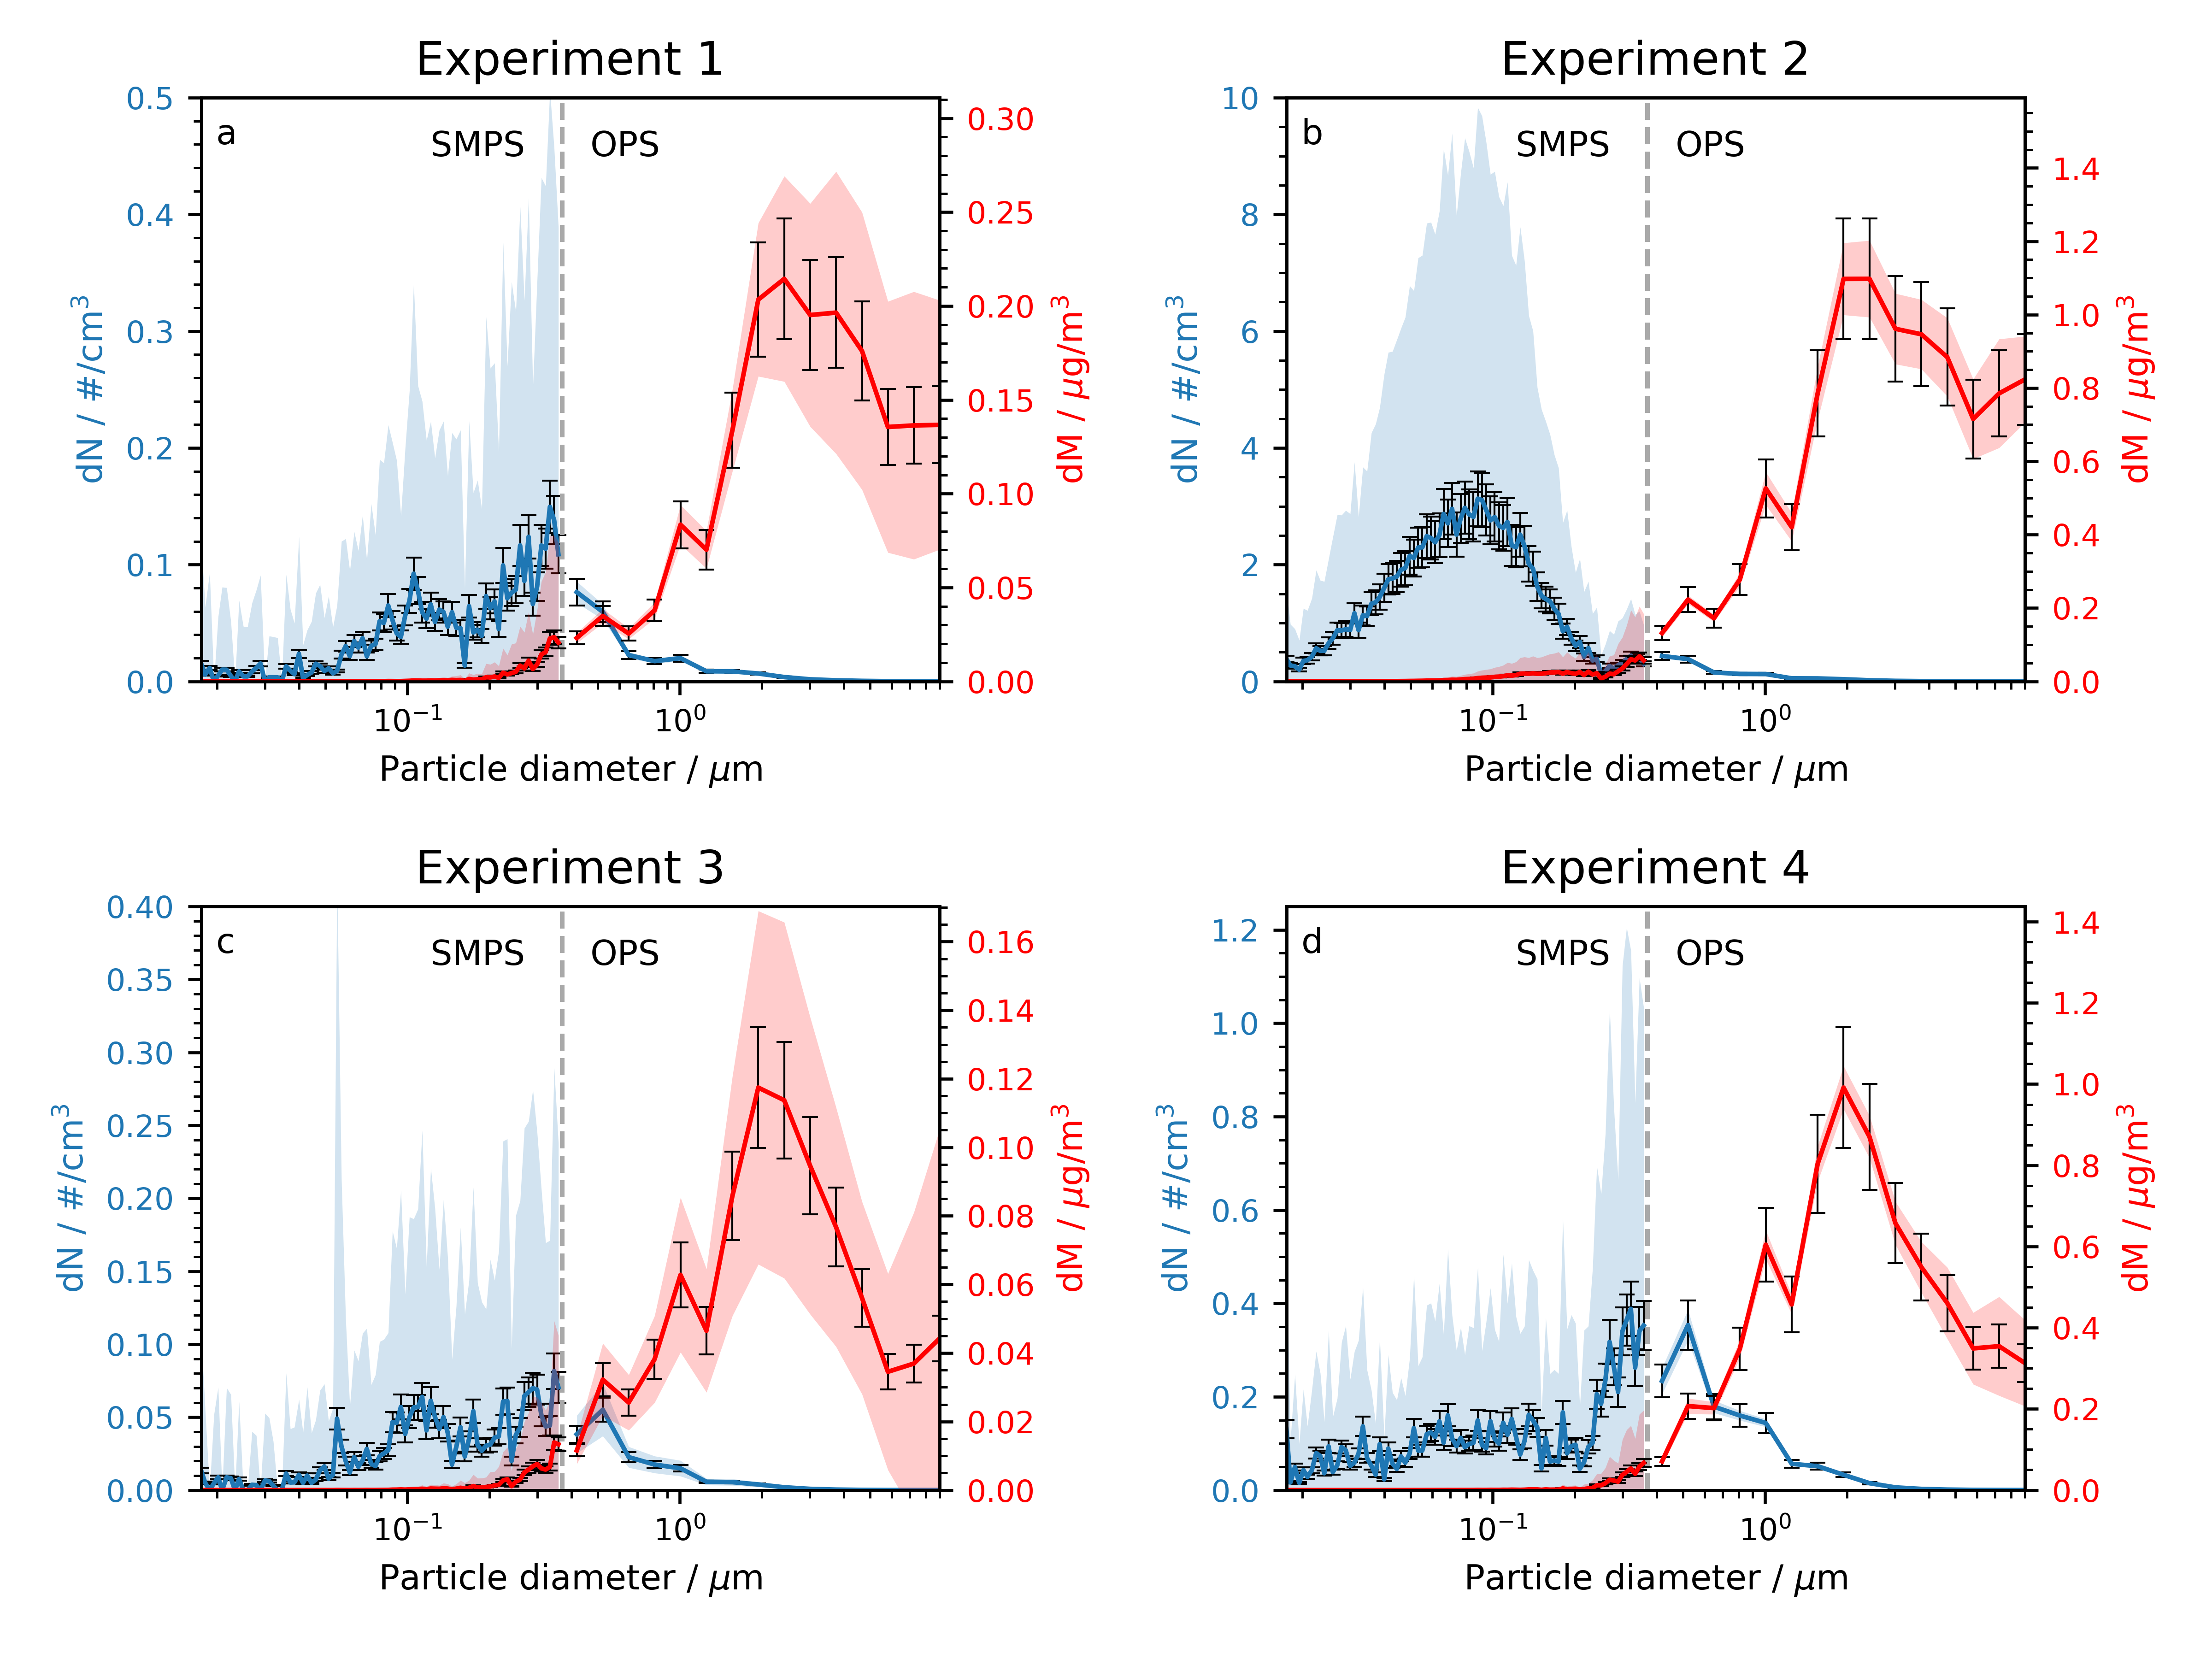 Experiment 1
a
SMPS
OPS
0.5
0.4
0.3
0.2
0.1
0.0
dN / #/cm³
0.30
0.25
0.20
0.15
0.10
0.05
0.00
dM / μg/m³
10⁻¹
10⁰
Particle diameter / μm
Experiment 2
b
SMPS
OPS
10
8
6
4
2
0
dN / #/cm³
1.4
1.2
1.0
0.8
0.6
0.4
0.2
0.0
dM / μg/m³
10⁻¹
10⁰
Particle diameter / μm
Experiment 3
c
SMPS
OPS
0.40
0.35
0.30
0.25
0.20
0.15
0.10
0.05
0.00
dN / #/cm³
0.16
0.14
0.12
0.10
0.08
0.06
0.04
0.02
0.00
dM / μg/m³
10⁻¹
10⁰
Particle diameter / μm
Experiment 4
d
SMPS
OPS
1.2
1.0
0.8
0.6
0.4
0.2
0.0
dN / #/cm³
1.4
1.2
1.0
0.8
0.6
0.4
0.2
0.0
dM / μg/m³
10⁻¹
10⁰
Particle diameter / μm